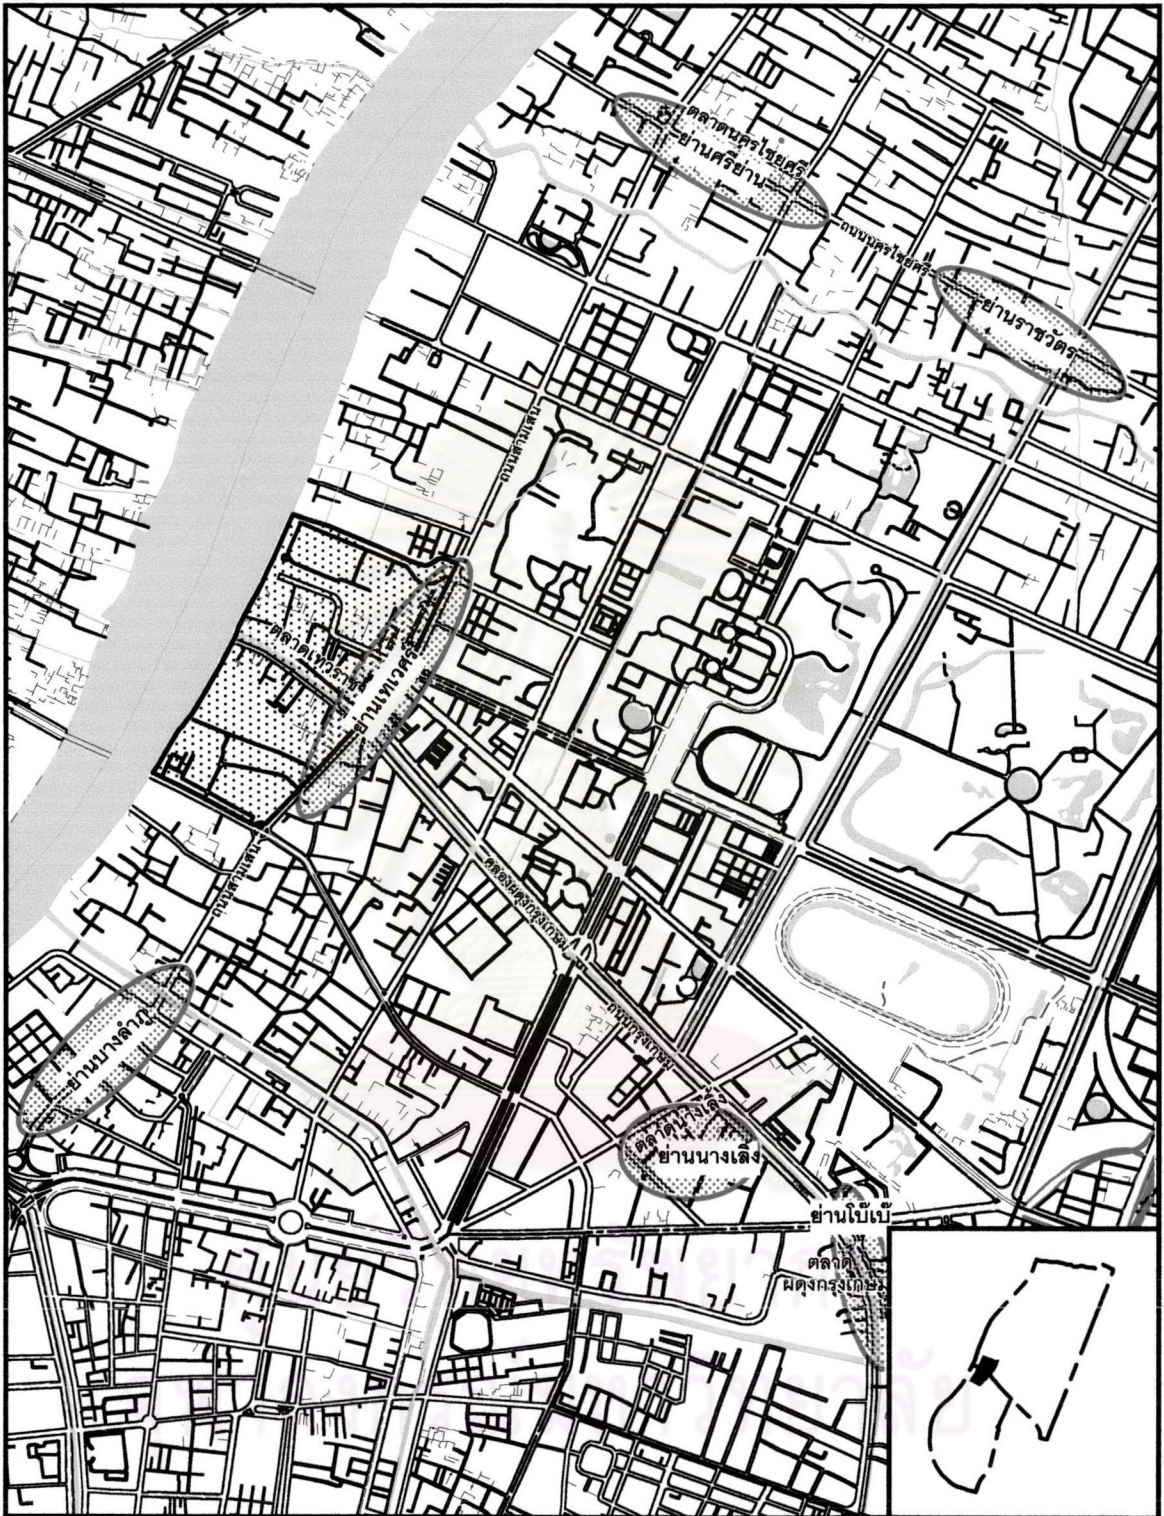 ตลาดนครไชยศรี
ย่านศรีย่าน
ถนนนครไชยศรี
ย่านราชวัตร
ถนนสามเสน
ตลาดเทวราช
ย่านเทเวศร์
คลองผดุงกรุงเกษม
ถนนสามเสน
ถนนกรุงเกษม
ย่านบางลำภู
ตลาดนางเลิ้ง
ย่านนางเลิ้ง
ย่านโบ๊เบ๊
ตลาด
ผดุงกรุงเกษม